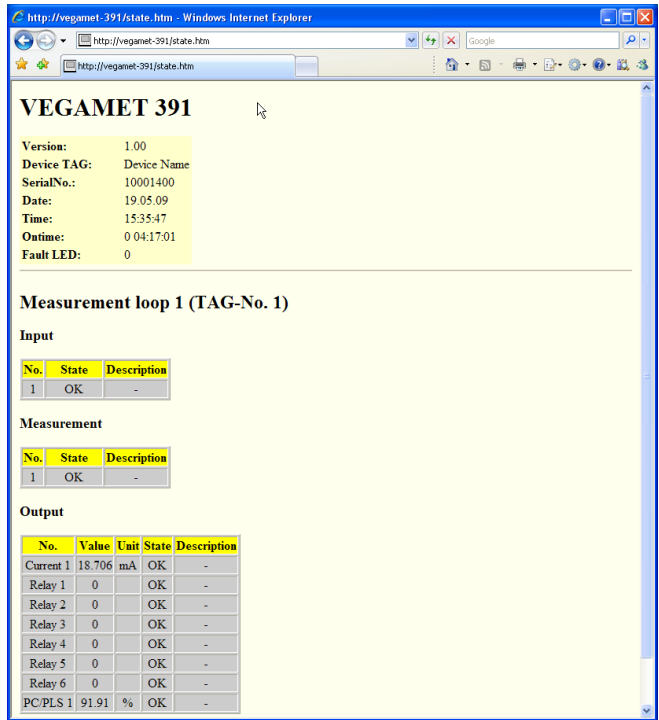 http://vegamet-391/state.htm - Windows Internet Explorer
http://vegamet-391/state.htm
Google
http://vegamet-391/state.htm
VEGAMET 391
Version: 1.00
Device TAG: Device Name
SerialNo.: 10001400
Date: 19.05.09
Time: 15:35:47
Ontime: 0 04:17:01
Fault LED: 0
Measurement loop 1 (TAG-No. 1)
Input
No. State Description
1 OK -
Measurement
No. State Description
1 OK -
Output
No. Value Unit State Description
Current 1 18.706 mA OK -
Relay 1 0 OK -
Relay 2 0 OK -
Relay 3 0 OK -
Relay 4 0 OK -
Relay 5 0 OK -
Relay 6 0 OK -
PC/PLS 1 91.91 % OK -